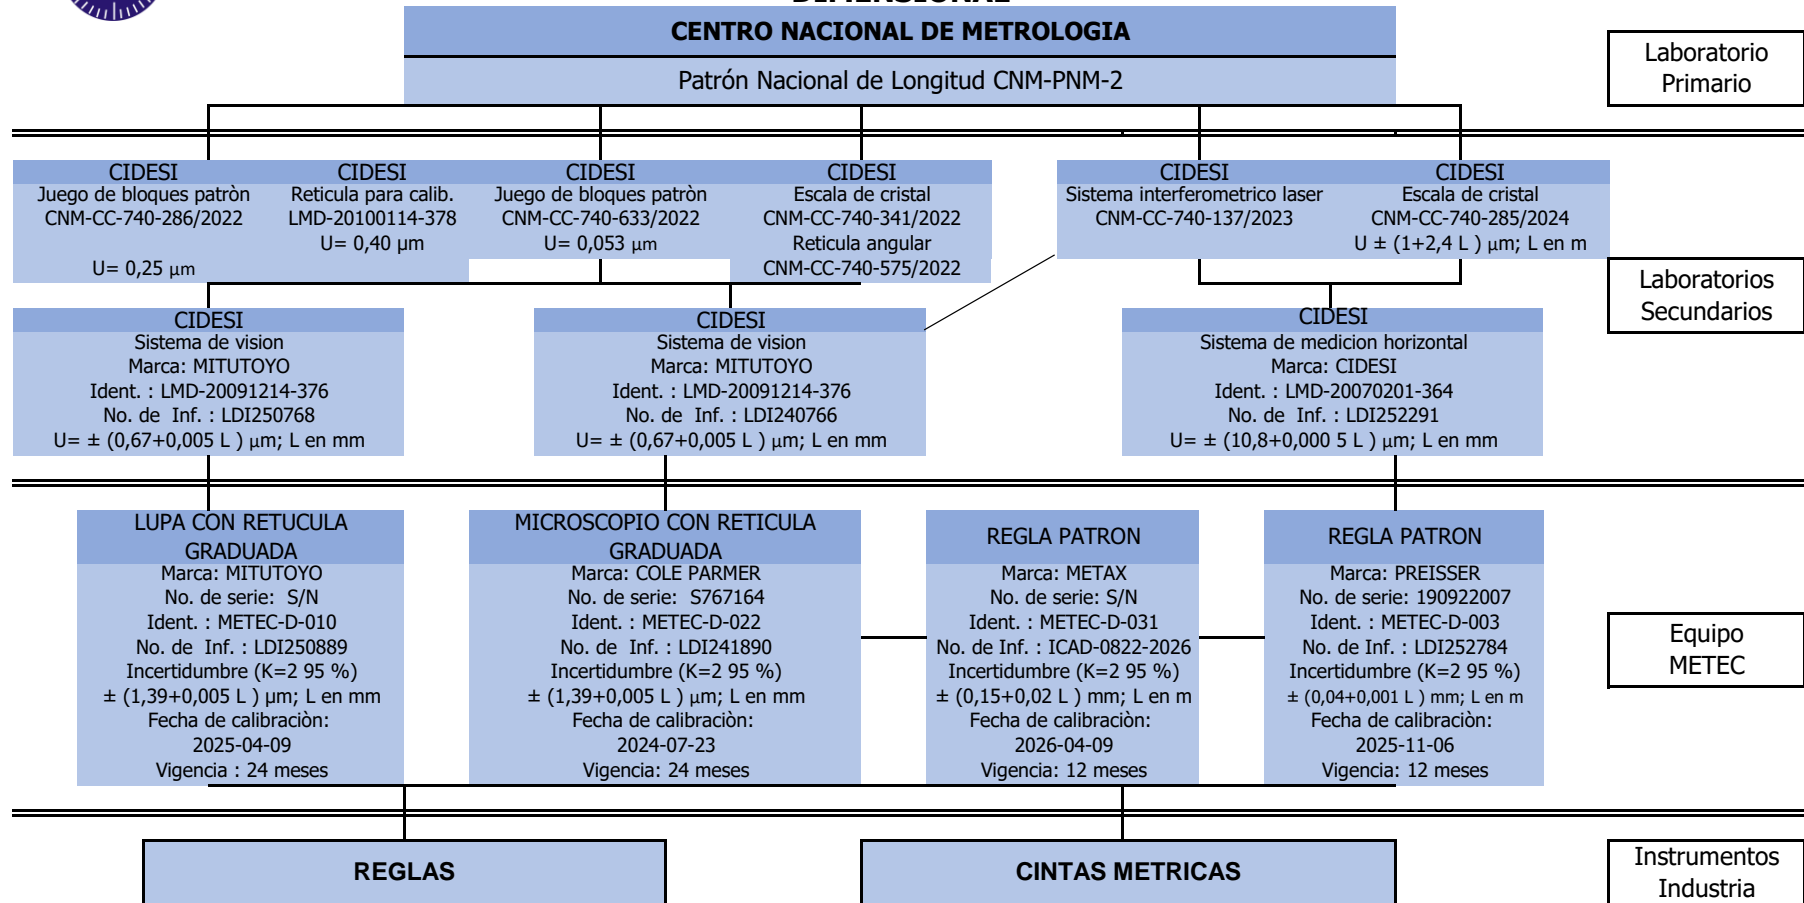 DIMENSIONAL
CENTRO NACIONAL DE METROLOGIA
Patrón Nacional de Longitud CNM-PNM-2
Laboratorio
Primario
CIDESI
Juego de bloques patròn
CNM-CC-740-286/2022
U= 0,25 µm
CIDESI
Reticula para calib.
LMD-20100114-378
U= 0,40 µm
CIDESI
Juego de bloques patròn
CNM-CC-740-633/2022
U= 0,053 µm
CIDESI
Escala de cristal
CNM-CC-740-341/2022
Reticula angular
CNM-CC-740-575/2022
CIDESI
Sistema interferometrico laser
CNM-CC-740-137/2023
CIDESI
Escala de cristal
CNM-CC-740-285/2024
U ± (1+2,4 L ) µm; L en m
Laboratorios
Secundarios
CIDESI
Sistema de vision
Marca: MITUTOYO
Ident. : LMD-20091214-376
No. de Inf. : LDI250768
U= ± (0,67+0,005 L ) µm; L en mm
CIDESI
Sistema de vision
Marca: MITUTOYO
Ident. : LMD-20091214-376
No. de Inf. : LDI240766
U= ± (0,67+0,005 L ) µm; L en mm
CIDESI
Sistema de medicion horizontal
Marca: CIDESI
Ident. : LMD-20070201-364
No. de Inf. : LDI252291
U= ± (10,8+0,000 5 L ) µm; L en mm
LUPA CON RETUCULA
GRADUADA
Marca: MITUTOYO
No. de serie: S/N
Ident. : METEC-D-010
No. de Inf. : LDI250889
Incertidumbre (K=2 95 %)
± (1,39+0,005 L ) µm; L en mm
Fecha de calibraciòn:
2025-04-09
Vigencia : 24 meses
MICROSCOPIO CON RETICULA
GRADUADA
Marca: COLE PARMER
No. de serie: S767164
Ident. : METEC-D-022
No. de Inf. : LDI241890
Incertidumbre (K=2 95 %)
± (1,39+0,005 L ) µm; L en mm
Fecha de calibraciòn:
2024-07-23
Vigencia: 24 meses
REGLA PATRON
Marca: METAX
No. de serie: S/N
Ident. : METEC-D-031
No. de Inf. : ICAD-0822-2026
Incertidumbre (K=2 95 %)
± (0,15+0,02 L ) mm; L en m
Fecha de calibraciòn:
2026-04-09
Vigencia: 12 meses
REGLA PATRON
Marca: PREISSER
No. de serie: 190922007
Ident. : METEC-D-003
No. de Inf. : LDI252784
Incertidumbre (K=2 95 %)
± (0,04+0,001 L ) mm; L en m
Fecha de calibraciòn:
2025-11-06
Vigencia: 12 meses
Equipo
METEC
REGLAS
CINTAS METRICAS
Instrumentos
Industria